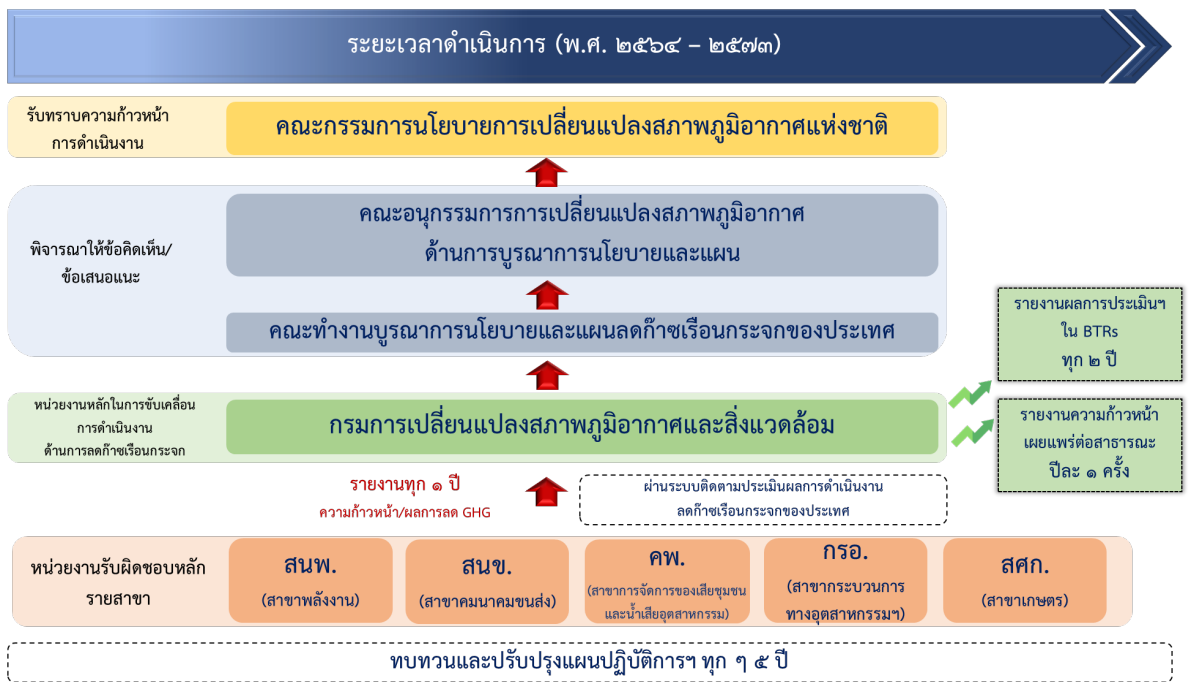 ระยะเวลาดำเนินการ (พ.ศ. ๒๕๖๔ – ๒๕๗๓)
รับทราบความก้าวหน้า
การดำเนินงาน
คณะกรรมการนโยบายการเปลี่ยนแปลงสภาพภูมิอากาศแห่งชาติ
พิจารณาให้ข้อคิดเห็น/
ข้อเสนอแนะ
คณะอนุกรรมการการเปลี่ยนแปลงสภาพภูมิอากาศ
ด้านการบูรณาการนโยบายและแผน
คณะทำงานบูรณาการนโยบายและแผนลดก๊าซเรือนกระจกของประเทศ
รายงานผลการประเมินฯ
ใน BTRs
ทุก ๒ ปี
หน่วยงานหลักในการขับเคลื่อน
การดำเนินงาน
ด้านการลดก๊าซเรือนกระจก
กรมการเปลี่ยนแปลงสภาพภูมิอากาศและสิ่งแวดล้อม
รายงานความก้าวหน้า
เผยแพร่ต่อสาธารณะ
ปีละ ๑ ครั้ง
รายงานทุก ๑ ปี
ความก้าวหน้า/ผลการลด GHG
ผ่านระบบติดตามประเมินผลการดำเนินงาน
ลดก๊าซเรือนกระจกของประเทศ
หน่วยงานรับผิดชอบหลัก
รายสาขา
สนพ.
(สาขาพลังงาน)
สนข.
(สาขาคมนาคมขนส่ง)
คพ.
(สาขาการจัดการของเสียชุมชน
และน้ำเสียอุตสาหกรรม)
กรอ.
(สาขากระบวนการ
ทางอุตสาหกรรมฯ)
สศก.
(สาขาเกษตร)
ทบทวนและปรับปรุงแผนปฏิบัติการฯ ทุก ๆ ๕ ปี